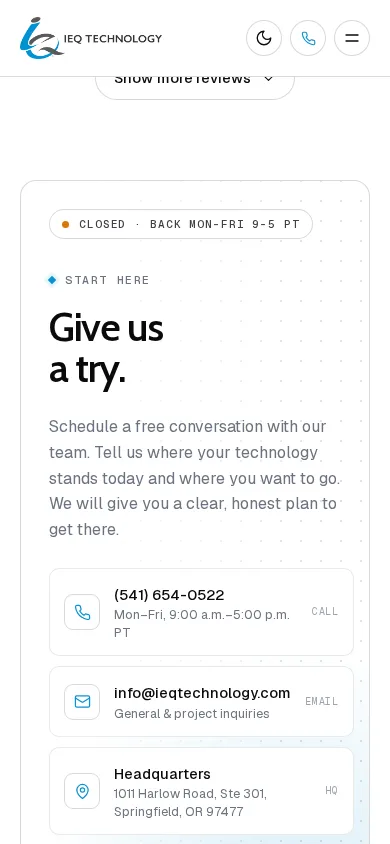 IEQ TECHNOLOGY
Show more reviews
CLOSED · BACK MON-FRI 9-5 PT
START HERE
Give us
a try.
Schedule a free conversation with our
team. Tell us where your technology
stands today and where you want to go.
We will give you a clear, honest plan to
get there.
(541) 654-0522
Mon–Fri, 9:00 a.m.–5:00 p.m.
PT
CALL
info@ieqtechnology.com
General & project inquiries
EMAIL
Headquarters
1011 Harlow Road, Ste 301,
Springfield, OR 97477
HQ